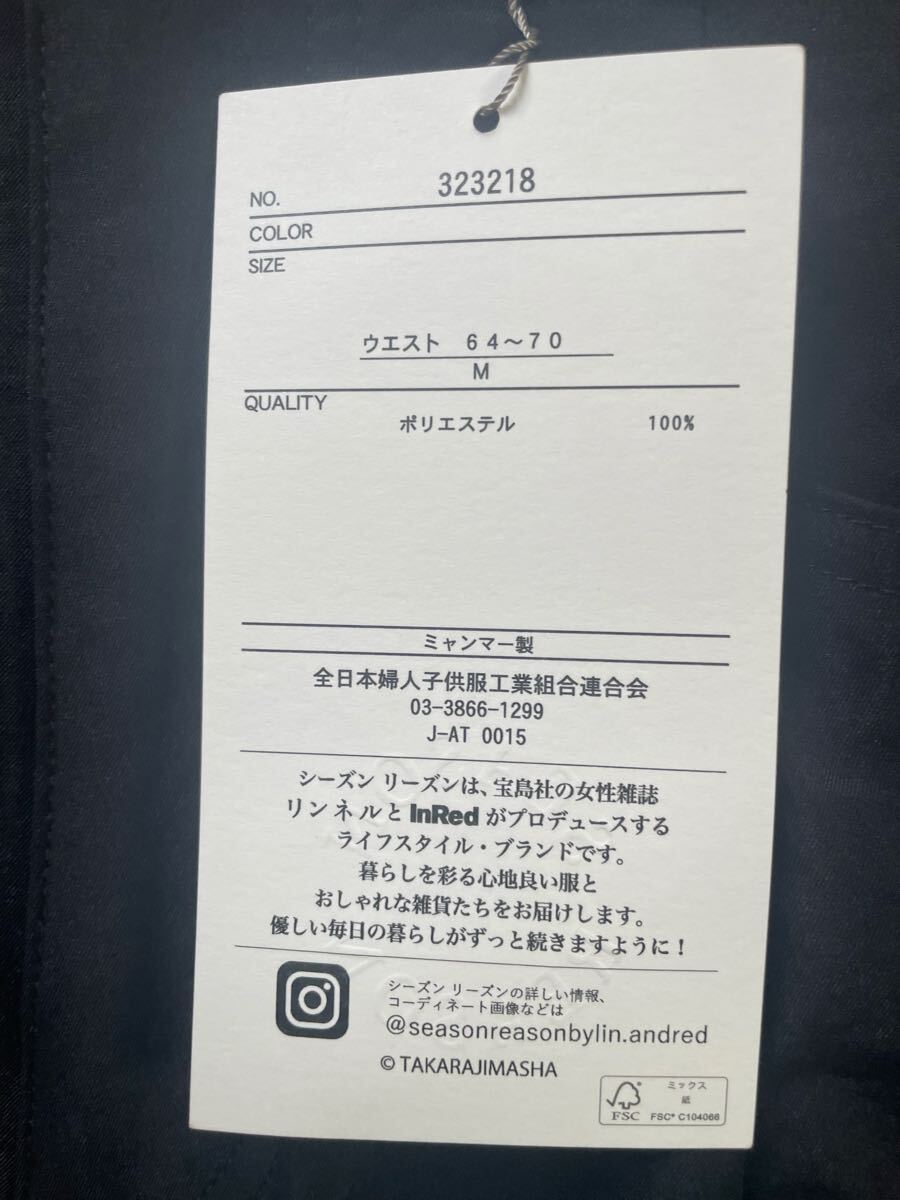 NO. 323218
COLOR
SIZE
ウエスト 64～70
M
QUALITY
ポリエステル 100%
ミャンマー製
全日本婦人子供服工業組合連合会
03-3866-1299
J-AT 0015
シーズン リーズンは、宝島社の女性雑誌
リンネルと InRed がプロデュースする
ライフスタイル・ブランドです。
暮らしを彩る心地良い服と
おしゃれな雑貨たちをお届けします。
優しい毎日の暮らしがずっと続きますように！
シーズン リーズンの詳しい情報、
コーディネート画像などは
@seasonreasonbylin.andred
© TAKARAJIMASHA
ミックス
紙
FSC
FSC® C104066